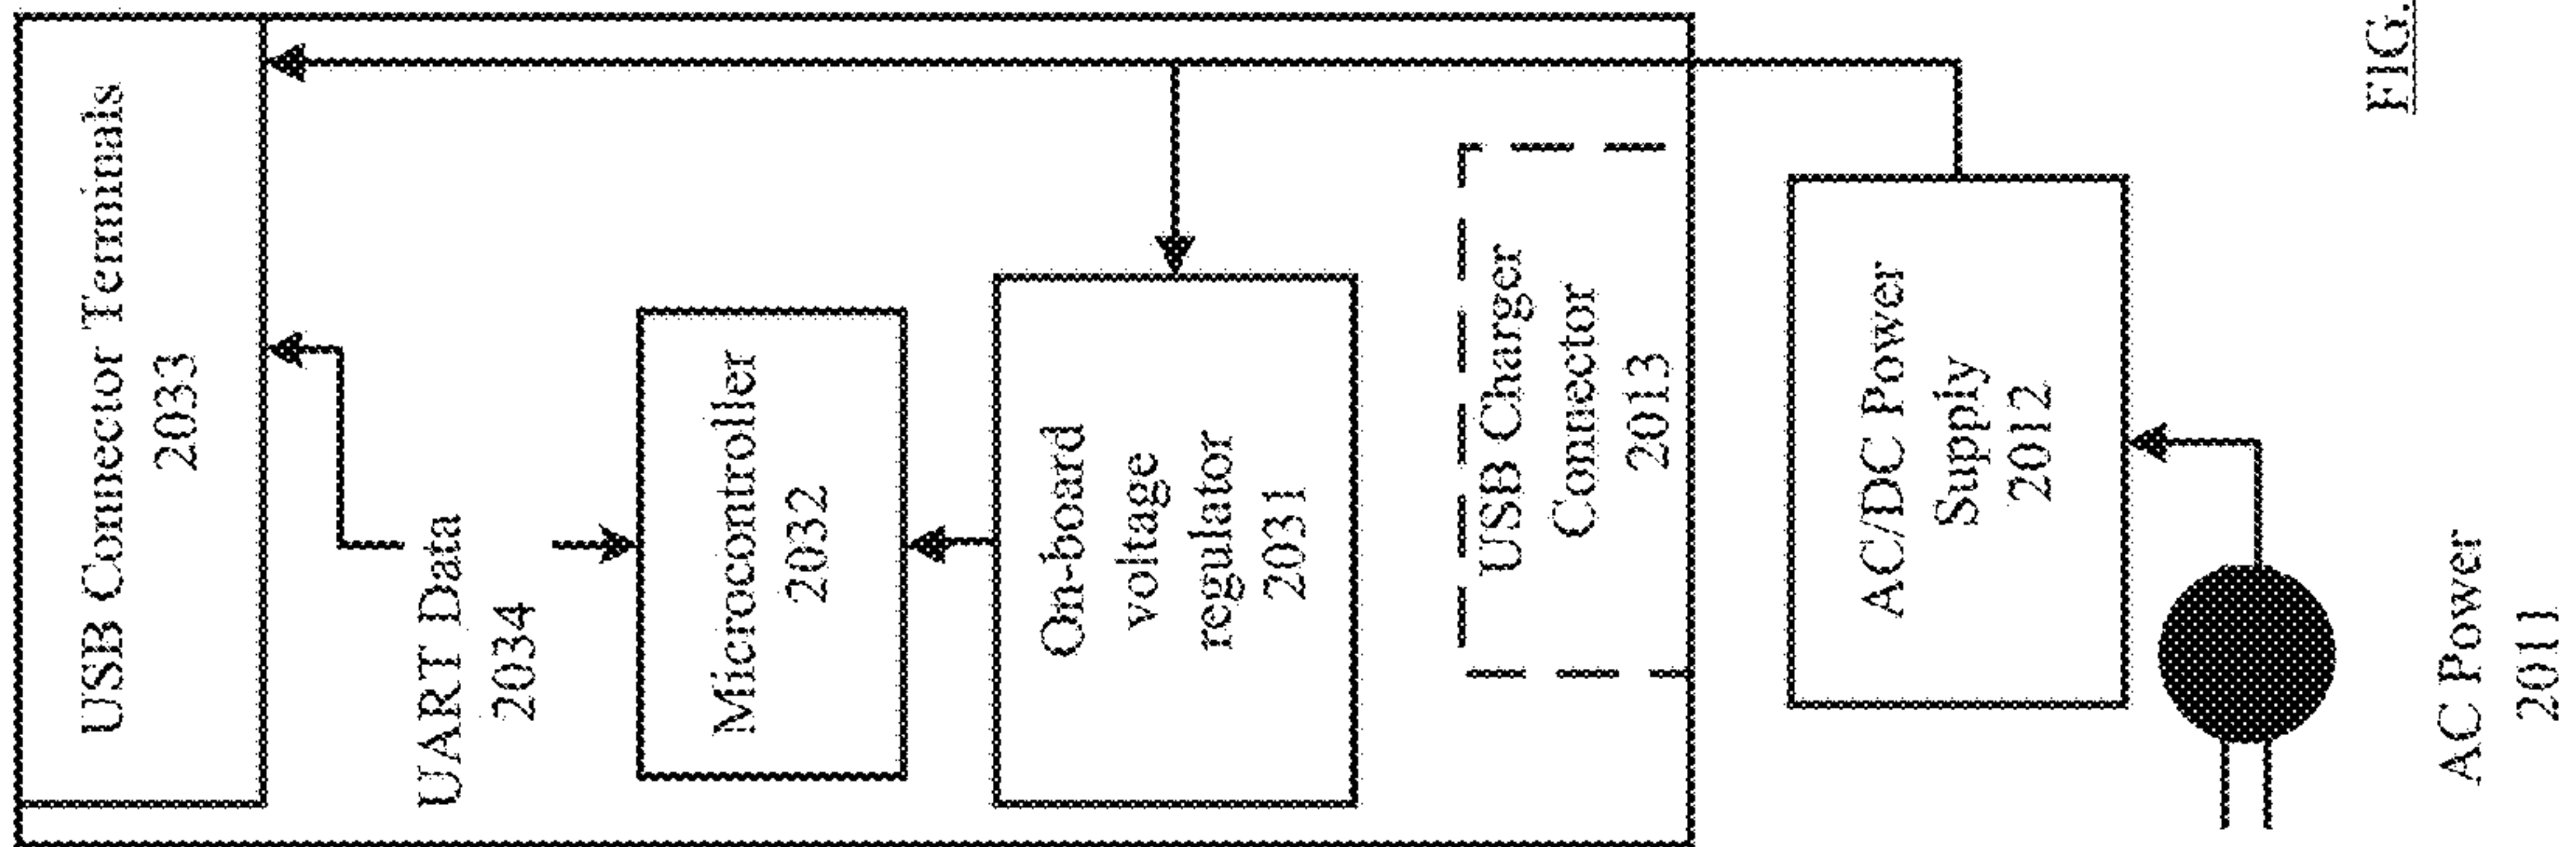 USB Connector Terminals
2033
UART Data
2034
Microcontroller
2032
On-board
voltage
regulator
2031
USB Charger
Connector
2013
AC/DC Power
Supply
2012
AC Power
2011
FIG.